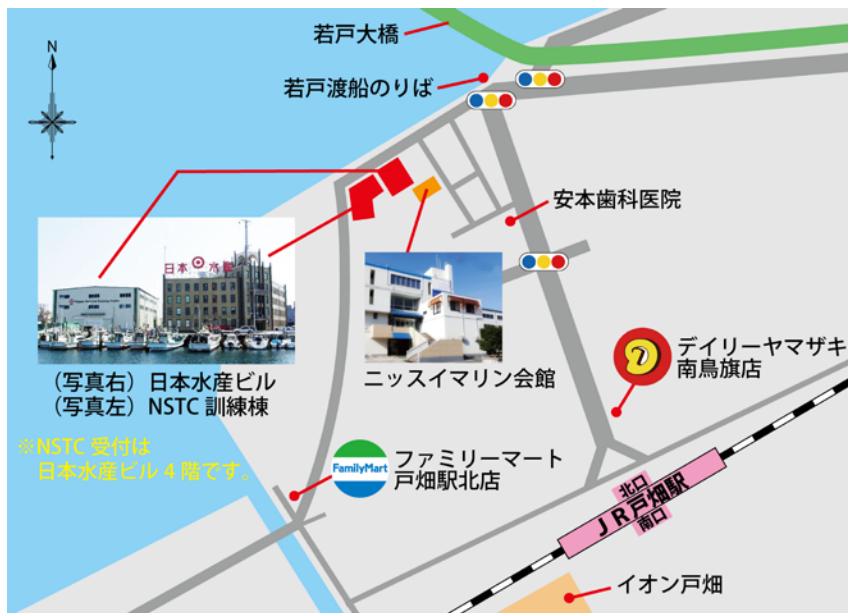 若戸大橋
N
若戸渡船のりば
安本歯科医院
日本水産
デイリーヤマザキ
南鳥旗店
(写真右)日本水産ビル
(写真左)NSTC 訓練棟
ニッスイマリン会館
※NSTC 受付は
日本水産ビル 4 階です。
FamilyMart
ファミリーマート
戸畑駅北店
北口
JR戸畑駅
南口
イオン戸畑